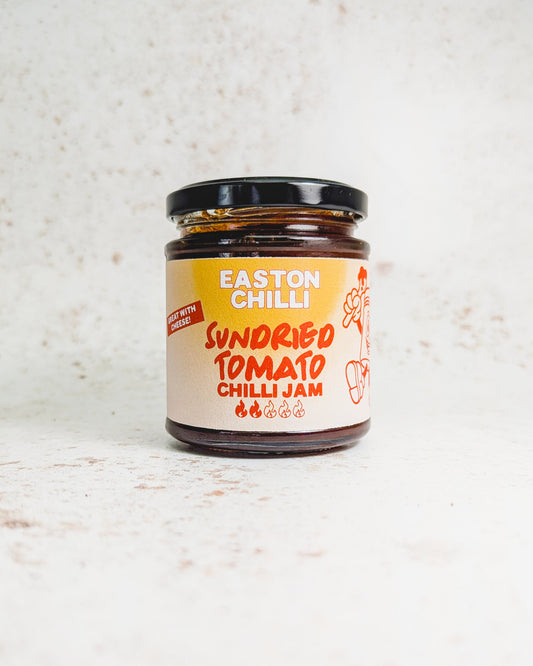 EASTON
CHILLI
GREAT WITH
CHEESE!
SUNDRIED
TOMATO
CHILLI JAM